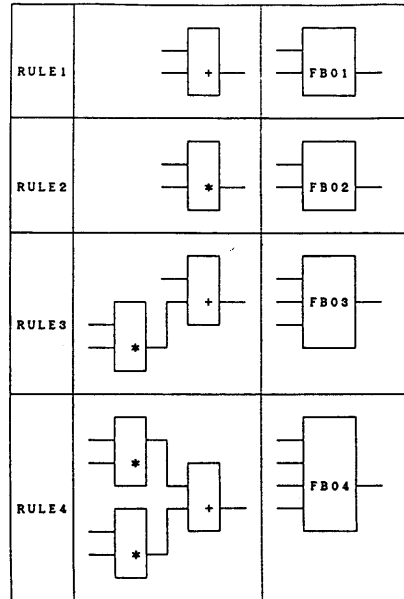 RULE1
+
FB01
RULE2
*
FB02
RULE3
+
*
FB03
RULE4
*
+
*
FB04